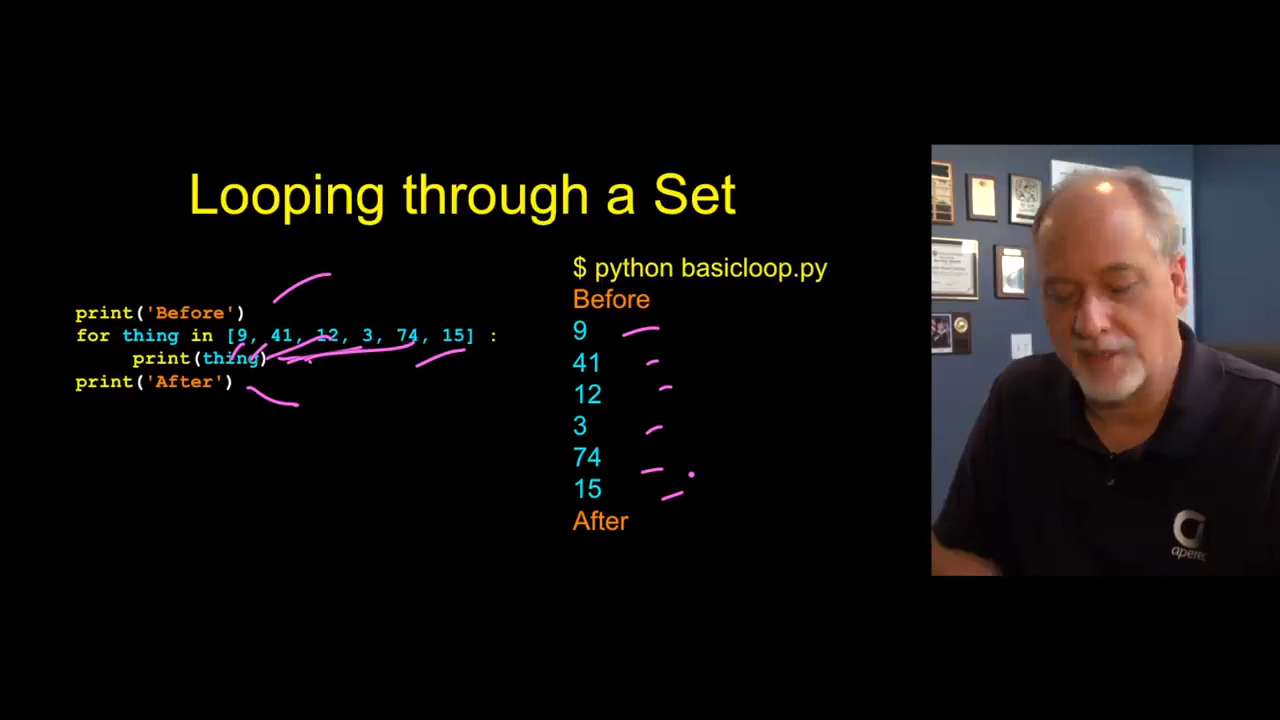 Looping through a Set
print('Before')
for thing in [9, 41, 12, 3, 74, 15] :
     print(thing)
print('After')
$ python basicloop.py
Before
9
41
12
3
74
15
After